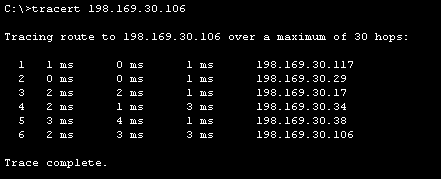 C:\>tracert 198.169.30.106
Tracing route to 198.169.30.106 over a maximum of 30 hops:
1 1 ms 0 ms 1 ms 198.169.30.117
2 0 ms 0 ms 1 ms 198.169.30.29
3 2 ms 2 ms 1 ms 198.169.30.17
4 2 ms 1 ms 3 ms 198.169.30.34
5 3 ms 4 ms 1 ms 198.169.30.38
6 2 ms 3 ms 3 ms 198.169.30.106
Trace complete.